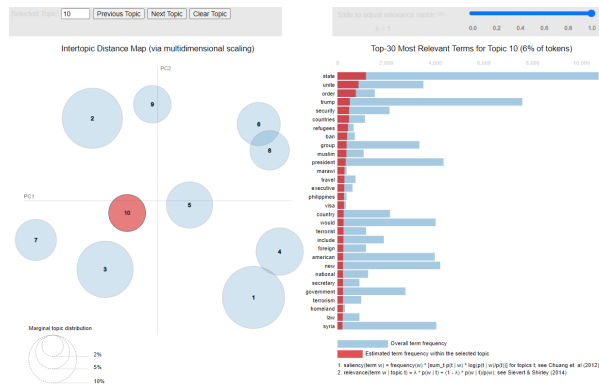 Selected Topic: 10 Previous Topic Next Topic Clear Topic
Slide to adjust relevance metric:(2)
λ = 1
0.0 0.2 0.4 0.6 0.8 1.0
Intertopic Distance Map (via multidimensional scaling)
PC2
PC1
2
9
6
8
5
10
7
3
4
1
Marginal topic distribution
2%
5%
10%
Top-30 Most Relevant Terms for Topic 10 (6% of tokens)
0 2,000 4,000 6,000 8,000 10,000
state
unite
order
trump
security
countries
refugees
ban
group
muslim
president
marawi
travel
executive
philippines
visa
country
would
terrorist
include
foreign
american
new
national
secretary
government
terrorism
homeland
law
syria
Overall term frequency
Estimated term frequency within the selected topic
1. saliency(term w) = frequency(w) * [sum_t p(t | w) * log(p(t | w)/p(t))] for topics t; see Chuang et. al (2012)
2. relevance(term w | topic t) = λ * p(w | t) + (1 - λ) * p(w | t)/p(w); see Sievert & Shirley (2014)